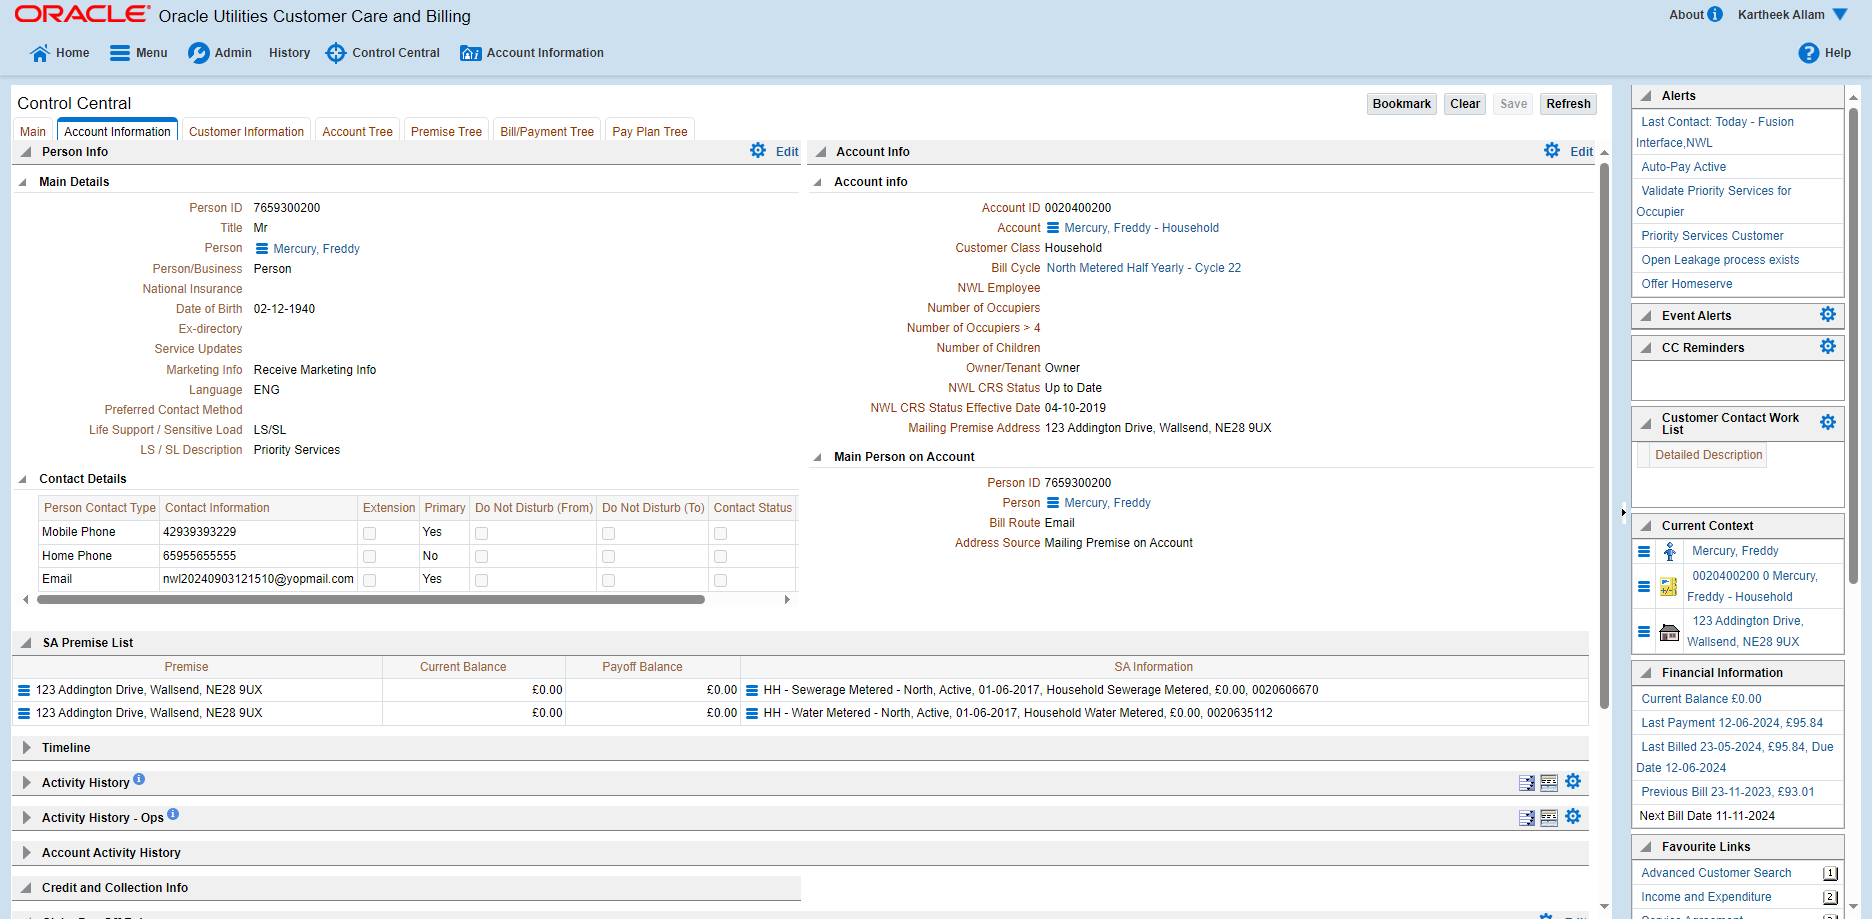 ORACLE Oracle Utilities Customer Care and Billing
About Kartheek Allam
Home Menu Admin History Control Central Account Information
Help
Control Central
Bookmark Clear Save Refresh
Main Account Information Customer Information Account Tree Premise Tree Bill/Payment Tree Pay Plan Tree
Person Info Edit
Main Details
Person ID 7659300200
Title Mr
Person Mercury, Freddy
Person/Business Person
National Insurance
Date of Birth 02-12-1940
Ex-directory
Service Updates
Marketing Info Receive Marketing Info
Language ENG
Preferred Contact Method
Life Support / Sensitive Load LS/SL
LS / SL Description Priority Services
Contact Details
Person Contact Type Contact Information Extension Primary Do Not Disturb (From) Do Not Disturb (To) Contact Status
Mobile Phone 42939393229 Yes
Home Phone 65955655555 No
Email nwl20240903121510@yopmail.com Yes
Account Info Edit
Account info
Account ID 0020400200
Account Mercury, Freddy - Household
Customer Class Household
Bill Cycle North Metered Half Yearly - Cycle 22
NWL Employee
Number of Occupiers
Number of Occupiers > 4
Number of Children
Owner/Tenant Owner
NWL CRS Status Up to Date
NWL CRS Status Effective Date 04-10-2019
Mailing Premise Address 123 Addington Drive, Wallsend, NE28 9UX
Main Person on Account
Person ID 7659300200
Person Mercury, Freddy
Bill Route Email
Address Source Mailing Premise on Account
SA Premise List
Premise Current Balance Payoff Balance SA Information
123 Addington Drive, Wallsend, NE28 9UX £0.00 £0.00 HH - Sewerage Metered - North, Active, 01-06-2017, Household Sewerage Metered, £0.00, 0020606670
123 Addington Drive, Wallsend, NE28 9UX £0.00 £0.00 HH - Water Metered - North, Active, 01-06-2017, Household Water Metered, £0.00, 0020635112
Timeline
Activity History
Activity History - Ops
Account Activity History
Credit and Collection Info
Alerts
Last Contact: Today - Fusion
Interface,NWL
Auto-Pay Active
Validate Priority Services for
Occupier
Priority Services Customer
Open Leakage process exists
Offer Homeserve
Event Alerts
CC Reminders
Customer Contact Work
List
Detailed Description
Current Context
Mercury, Freddy
0020400200 0 Mercury,
Freddy - Household
123 Addington Drive,
Wallsend, NE28 9UX
Financial Information
Current Balance £0.00
Last Payment 12-06-2024, £95.84
Last Billed 23-05-2024, £95.84, Due
Date 12-06-2024
Previous Bill 23-11-2023, £93.01
Next Bill Date 11-11-2024
Favourite Links
Advanced Customer Search 1
Income and Expenditure 2